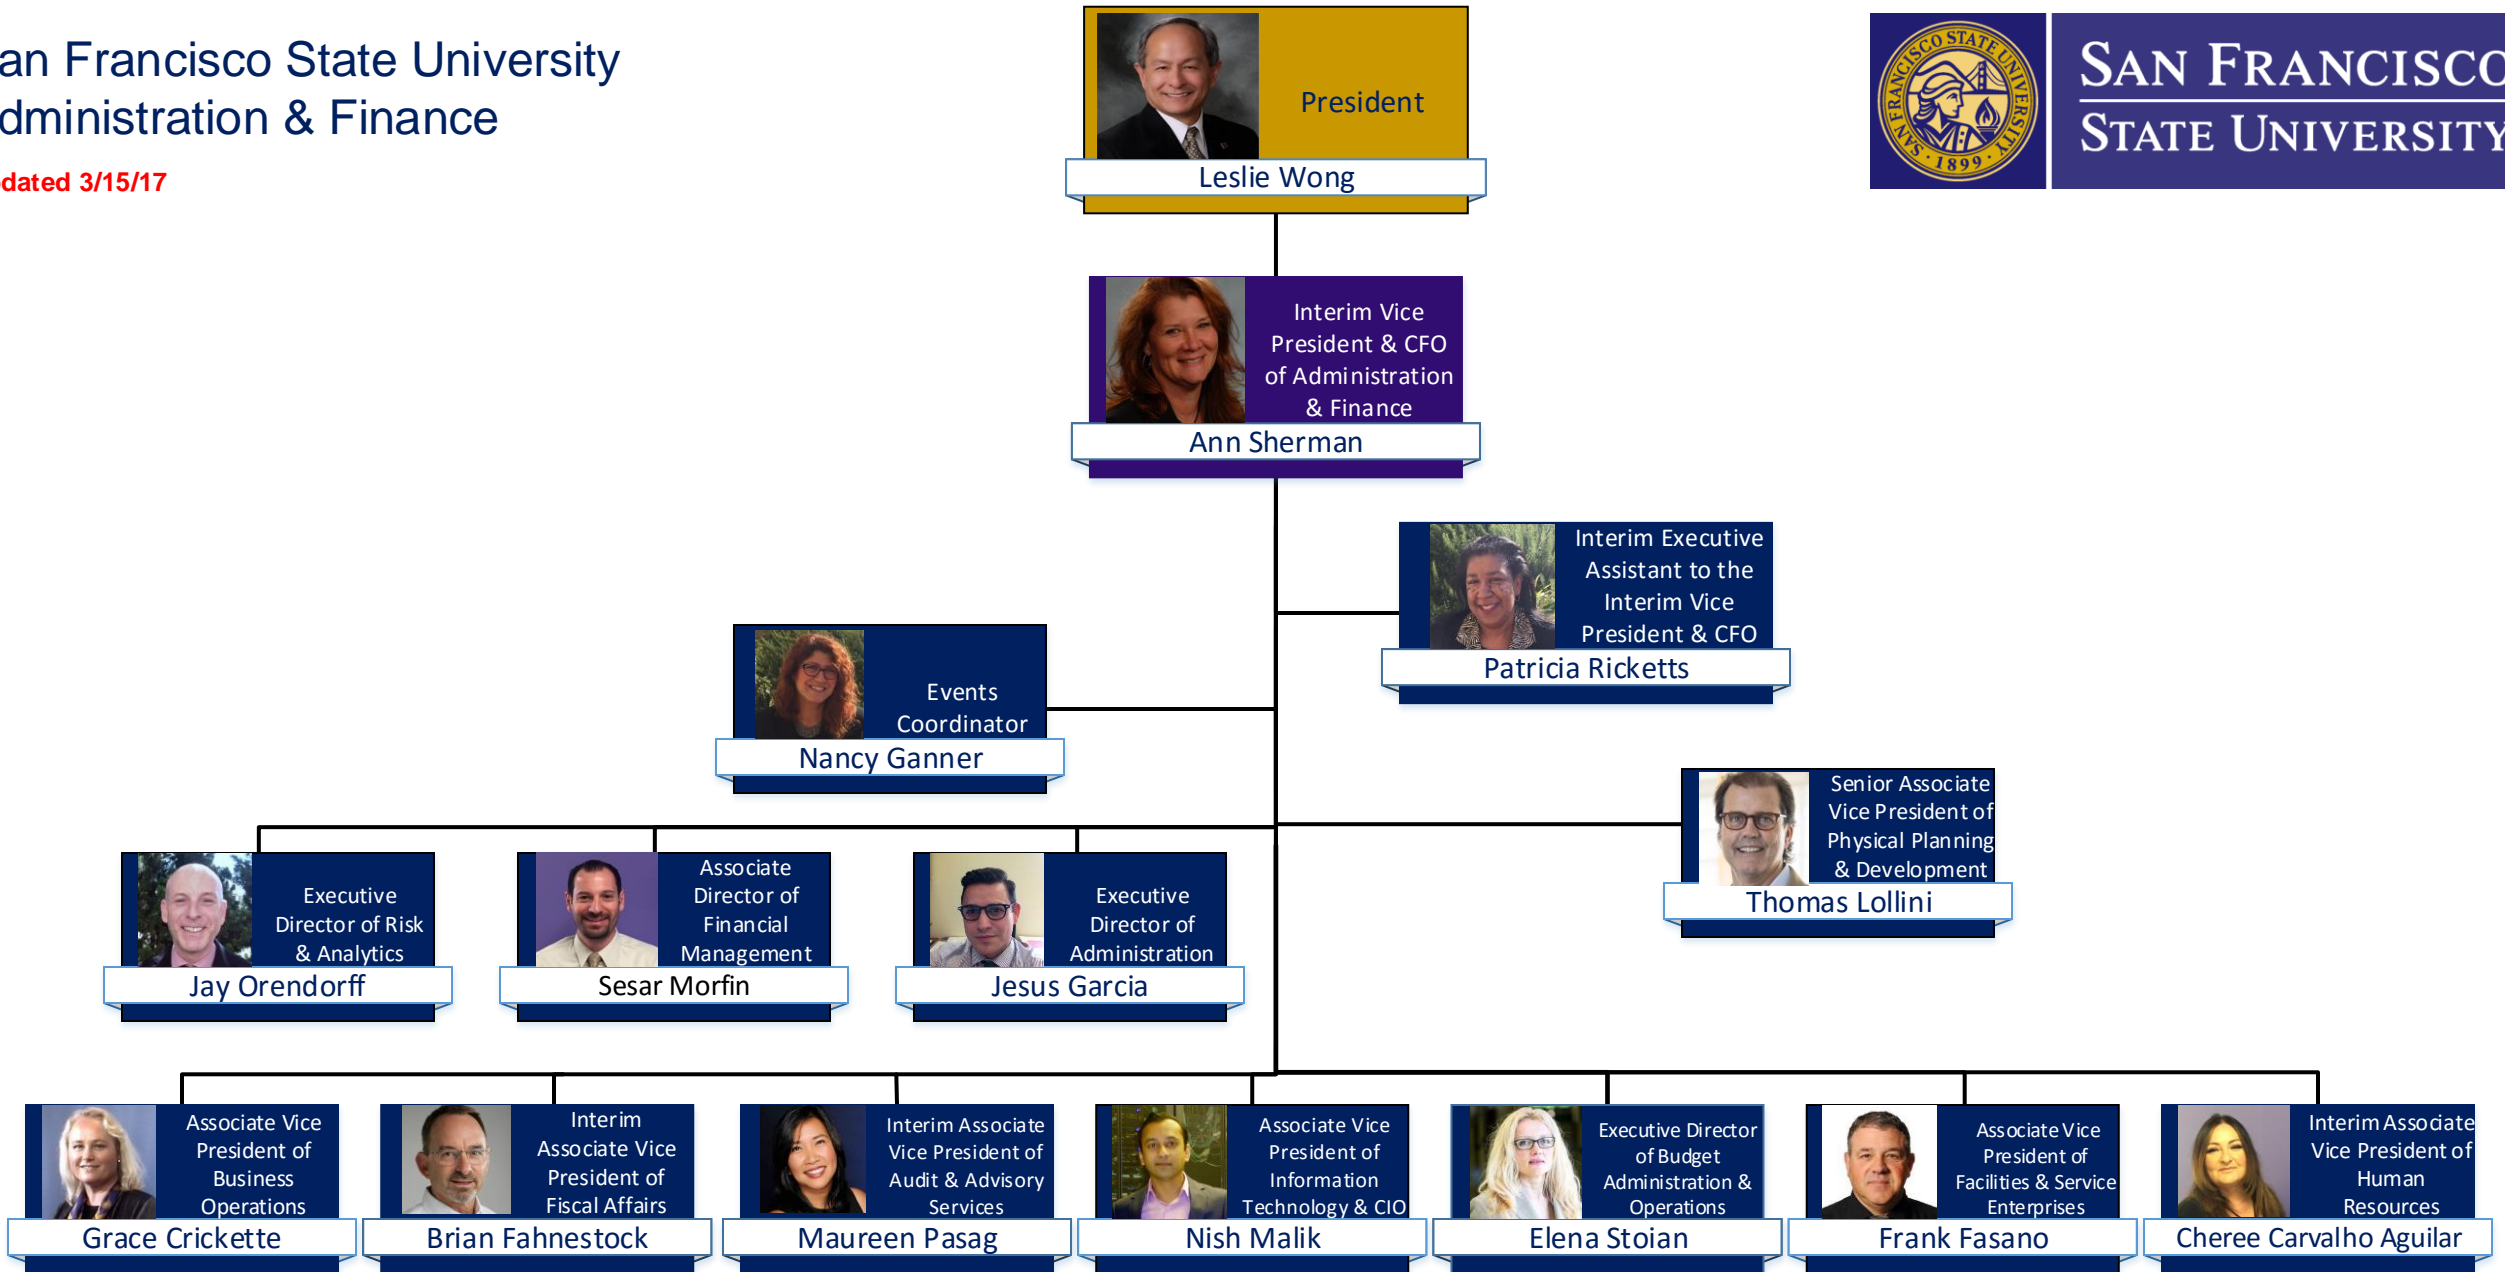 an Francisco State University
dministration & Finance
dated 3/15/17
President
Leslie Wong
SAN FRANCISCO STATE UNIVERSITY
1899
SAN FRANCISCO
STATE UNIVERSITY
Interim Vice
President & CFO
of Administration
& Finance
Ann Sherman
Interim Executive
Assistant to the
Interim Vice
President & CFO
Patricia Ricketts
Events
Coordinator
Nancy Ganner
Senior Associate
Vice President of
Physical Planning
& Development
Thomas Lollini
Executive
Director of Risk
& Analytics
Jay Orendorff
Associate
Director of
Financial
Management
Sesar Morfin
Executive
Director of
Administration
Jesus Garcia
Associate Vice
President of
Business
Operations
Grace Crickette
Interim
Associate Vice
President of
Fiscal Affairs
Brian Fahnestock
Interim Associate
Vice President of
Audit & Advisory
Services
Maureen Pasag
Associate Vice
President of
Information
Technology & CIO
Nish Malik
Executive Director
of Budget
Administration &
Operations
Elena Stoian
Associate Vice
President of
Facilities & Service
Enterprises
Frank Fasano
Interim Associate
Vice President of
Human
Resources
Cheree Carvalho Aguilar